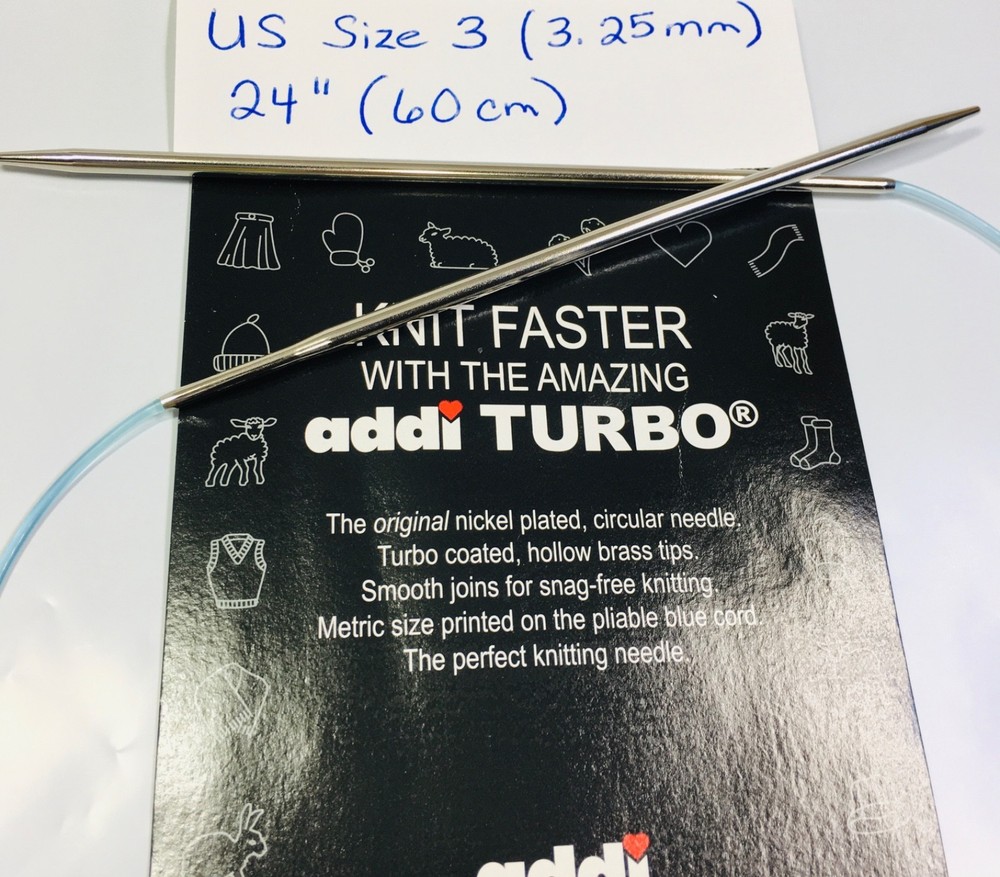 US Size 3 (3.25mm)
24" (60cm)
KNIT FASTER
WITH THE AMAZING
addi TURBO®
The original nickel plated, circular needle.
Turbo coated, hollow brass tips.
Smooth joins for snag-free knitting.
Metric size printed on the pliable blue cord.
The perfect knitting needle.
addi